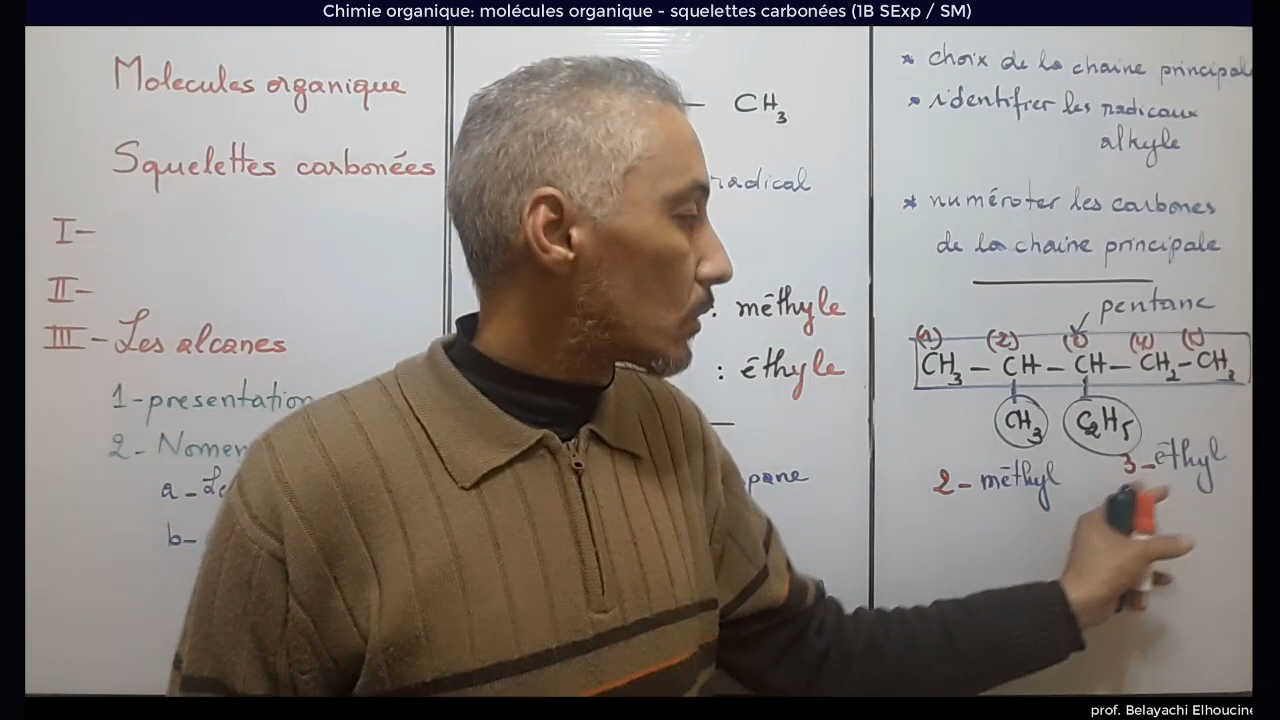 Chimie organique: molécules organique - squelettes carbonées (1B SExp / SM)
Molecules organique
Squelettes carbonées
I-
II-
III- Les alcanes
1-presentation
2- Nomen
a - Le
b-
— CH3
radical
: méthyle
: éthyle
pane
* choix de la chaine principale
* identifier les radicaux
alkyle
* numéroter les carbones
de la chaine principale
pentane
(1) (2) (3) (4) (5)
CH3 — CH — CH — CH2 — CH3
CH3 C2H5
2- méthyl 3-éthyl
prof. Belayachi Elhoucine